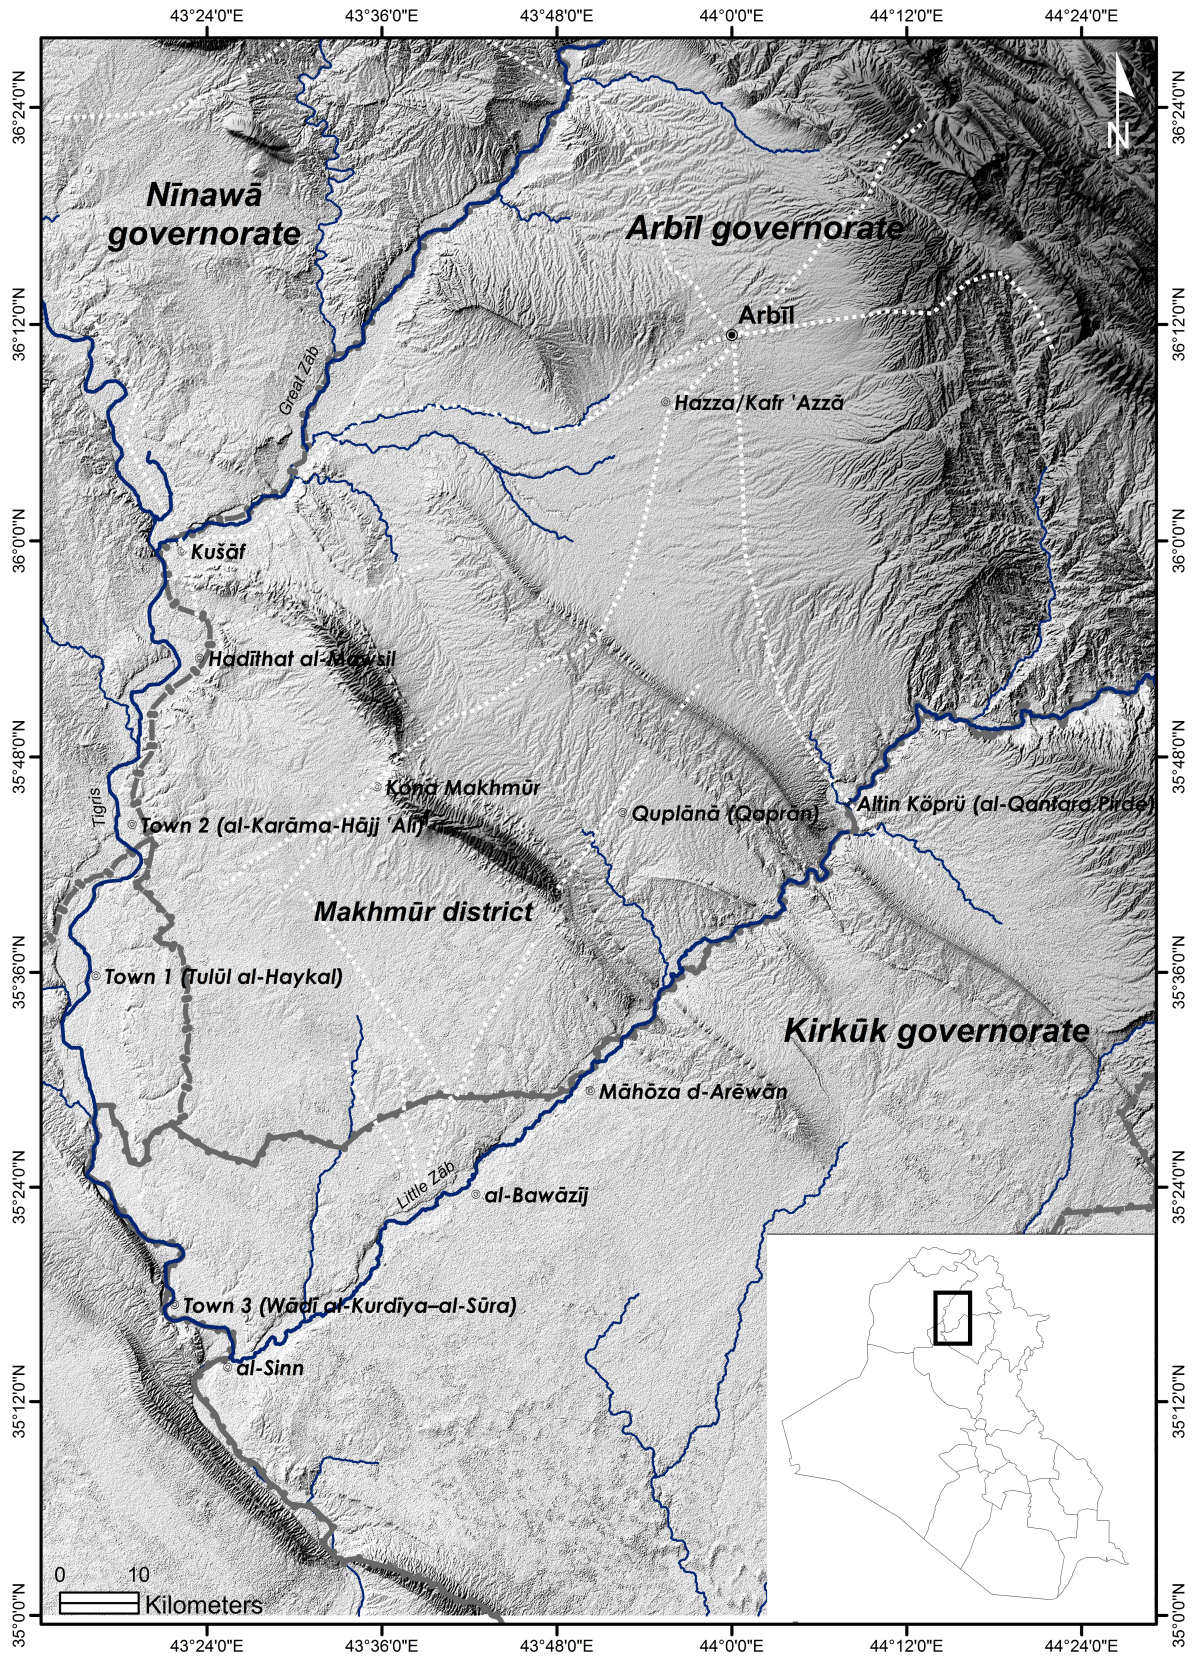 43°24'0"E
43°36'0"E
43°48'0"E
44°0'0"E
44°12'0"E
44°24'0"E
36°24'0"N
36°24'0"N
N
Nīnawā
governorate
Arbīl governorate
36°12'0"N
Arbīl
36°12'0"N
Great Zāb
Hazza/Kafr 'Azzā
36°0'0"N
Kušāf
36°0'0"N
Hadīthat al-Mawsil
35°48'0"N
35°48'0"N
Kona Makhmūr
Tigris
Altin Köprü (al-Qantara Pirde)
Quplānā (Qaprān)
Town 2 (al-Karāma-Hājj 'Alī)
Makhmūr district
35°36'0"N
Town 1 (Tulūl al-Haykal)
35°36'0"N
Kirkūk governorate
Māhōza d-Arēwān
35°24'0"N
Little Zāb
al-Bawāzīj
35°24'0"N
Town 3 (Wādī al-Kurdīya–al-Sūra)
al-Sinn
35°12'0"N
35°12'0"N
0 10
Kilometers
35°0'0"N
35°0'0"N
43°24'0"E
43°36'0"E
43°48'0"E
44°0'0"E
44°12'0"E
44°24'0"E